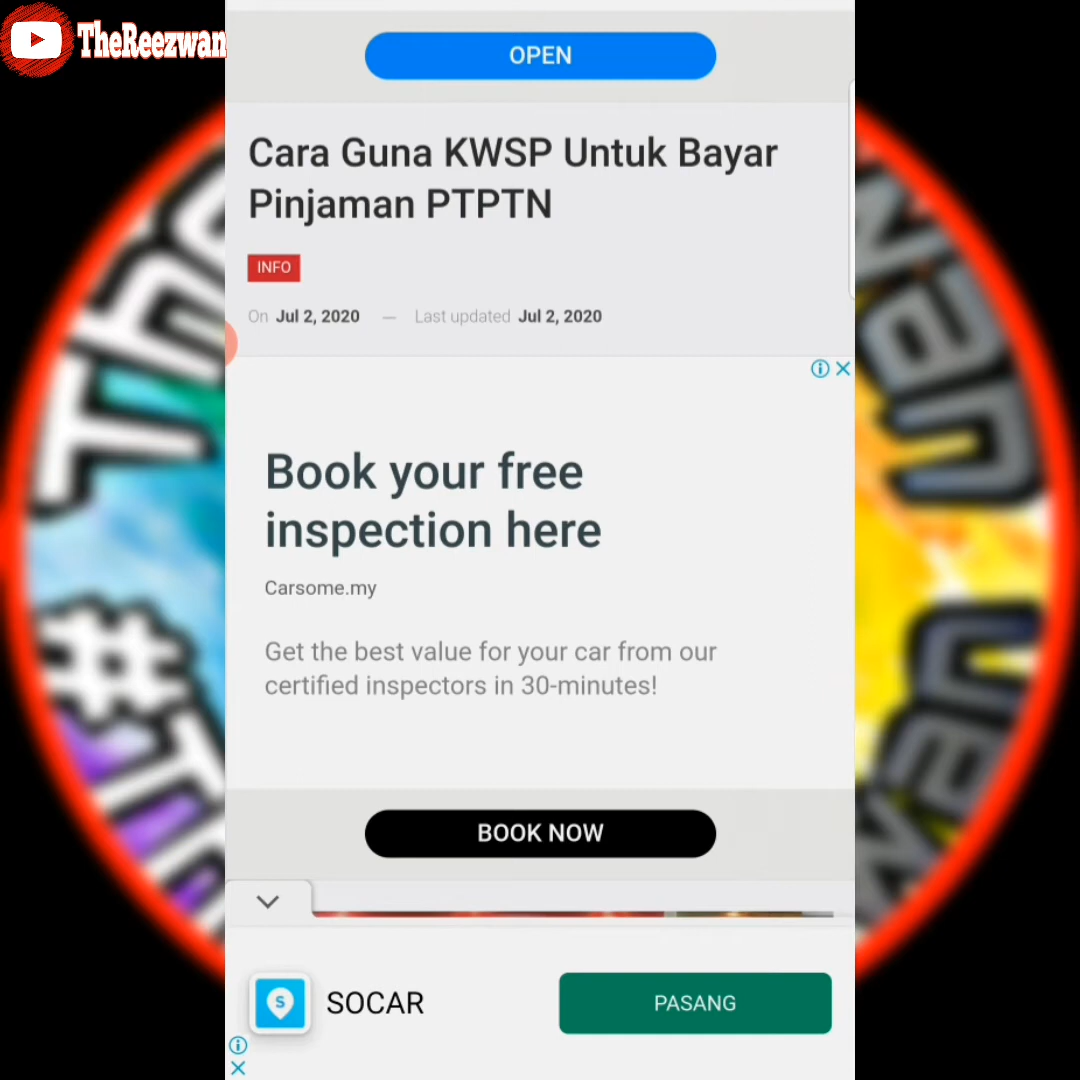 TheReezwan
OPEN
Cara Guna KWSP Untuk Bayar
Pinjaman PTPTN
INFO
On Jul 2, 2020 — Last updated Jul 2, 2020
Book your free
inspection here
Carsome.my
Get the best value for your car from our
certified inspectors in 30-minutes!
BOOK NOW
S
SOCAR
PASANG